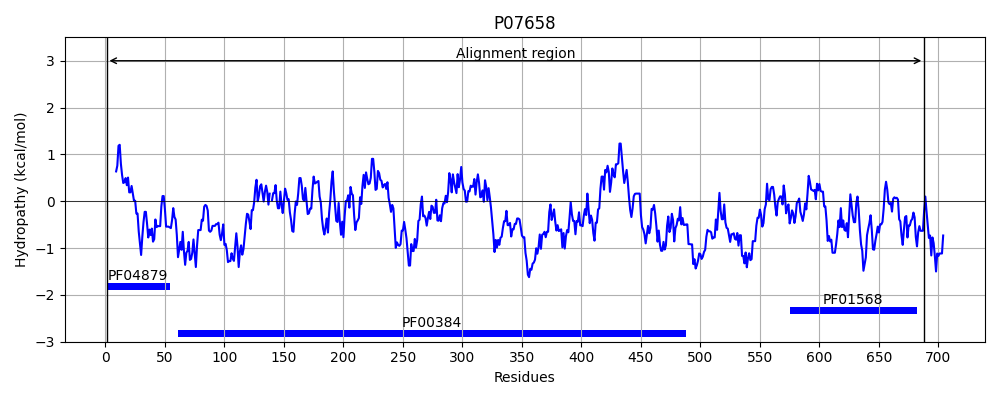 P07658
Hydropathy (kcal/mol)
3
2
1
0
−1
−2
−3
Alignment region
PF04879
PF01568
PF00384
0 50 100 150 200 250 300 350 400 450 500 550 600 650 700
Residues